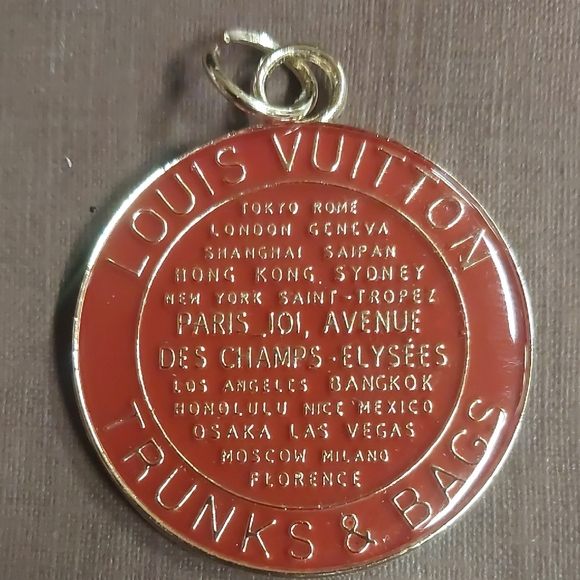 LOUIS VUITTON
TOKYO ROME
LONDON GENEVA
SHANGHAI SAIPAN
HONG KONG. SYDNEY
NEW YORK SAINT-TROPEZ
PARIS JOI, AVENUE
DES CHAMPS-ELYSÉES
LOS ANGELES BANGKOK
HONOLULU NICE MEXICO
OSAKA LAS VEGAS
MOSCOW MILANO
FLORENCE
TRUNKS & BAGS